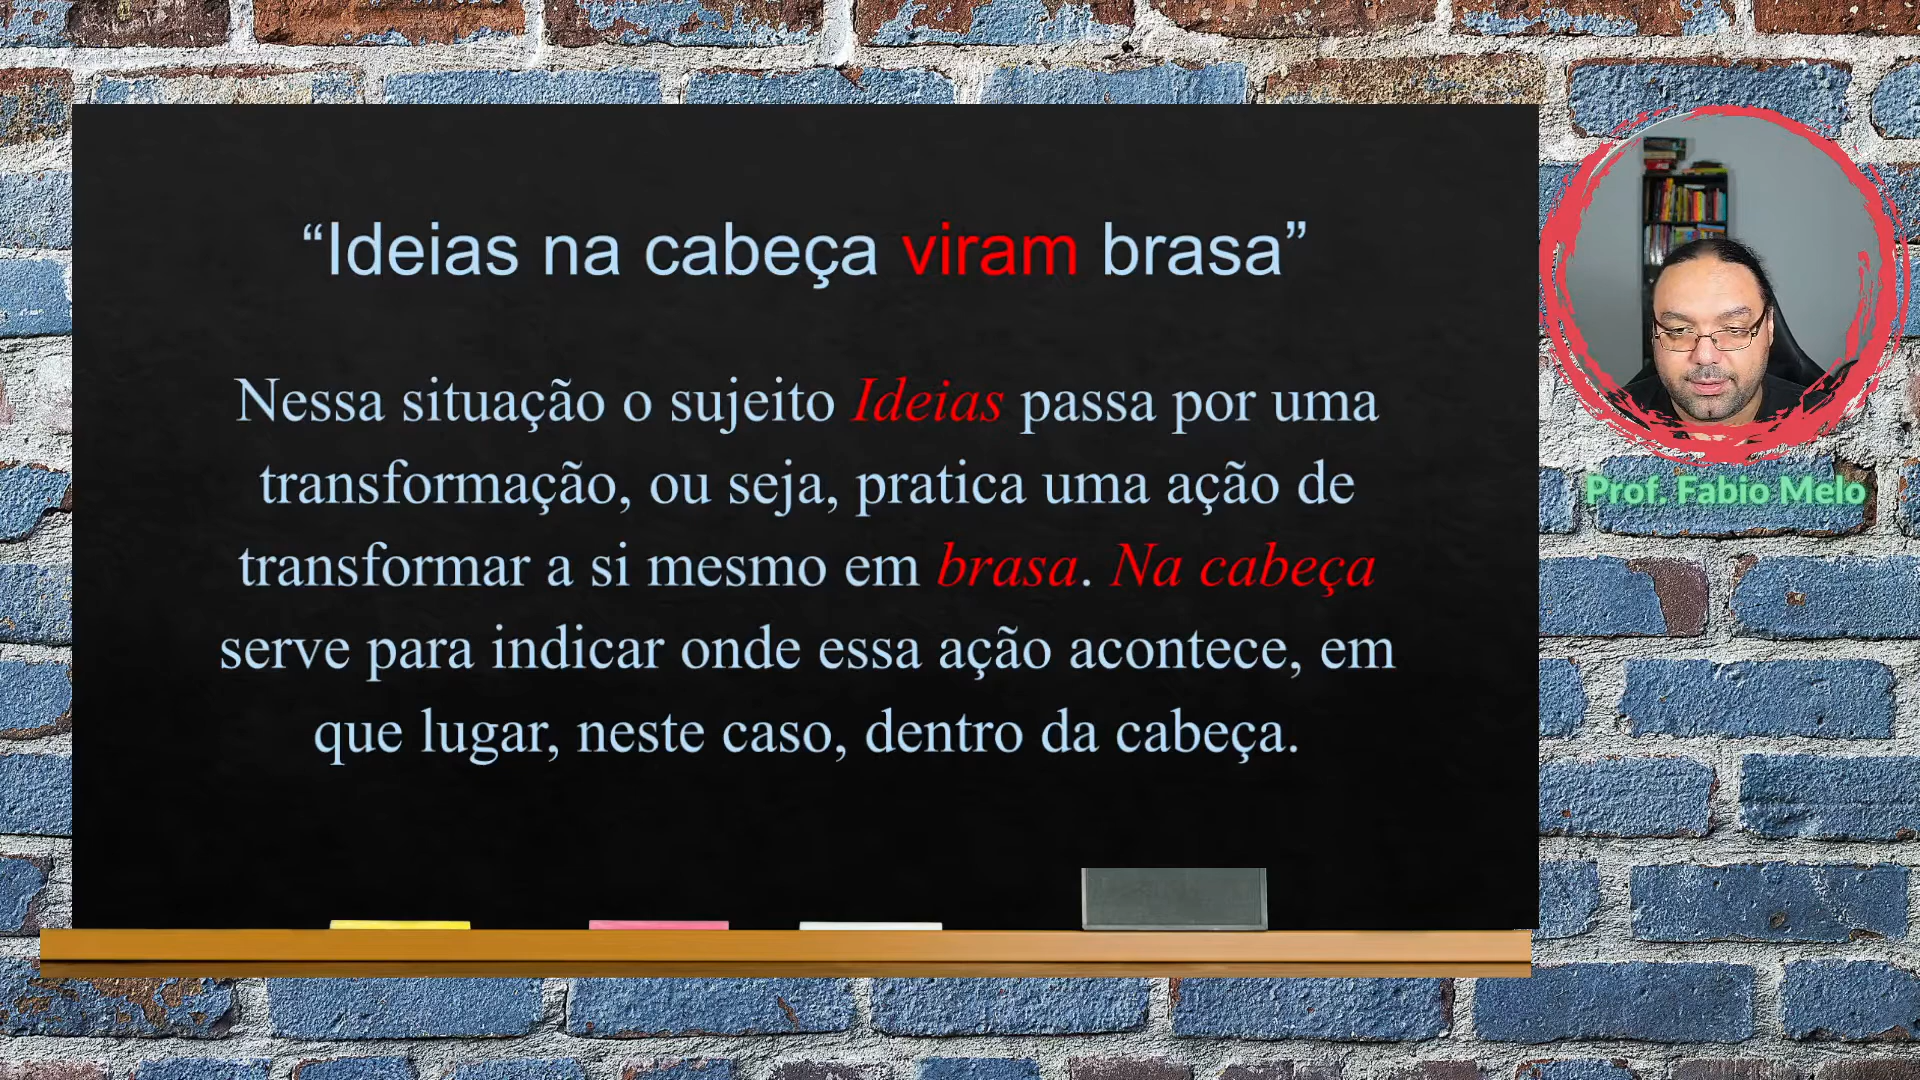 “Ideias na cabeça viram brasa”
Nessa situação o sujeito Ideias passa por uma
transformação, ou seja, pratica uma ação de
transformar a si mesmo em brasa. Na cabeça
serve para indicar onde essa ação acontece, em
que lugar, neste caso, dentro da cabeça.
Prof. Fabio Melo